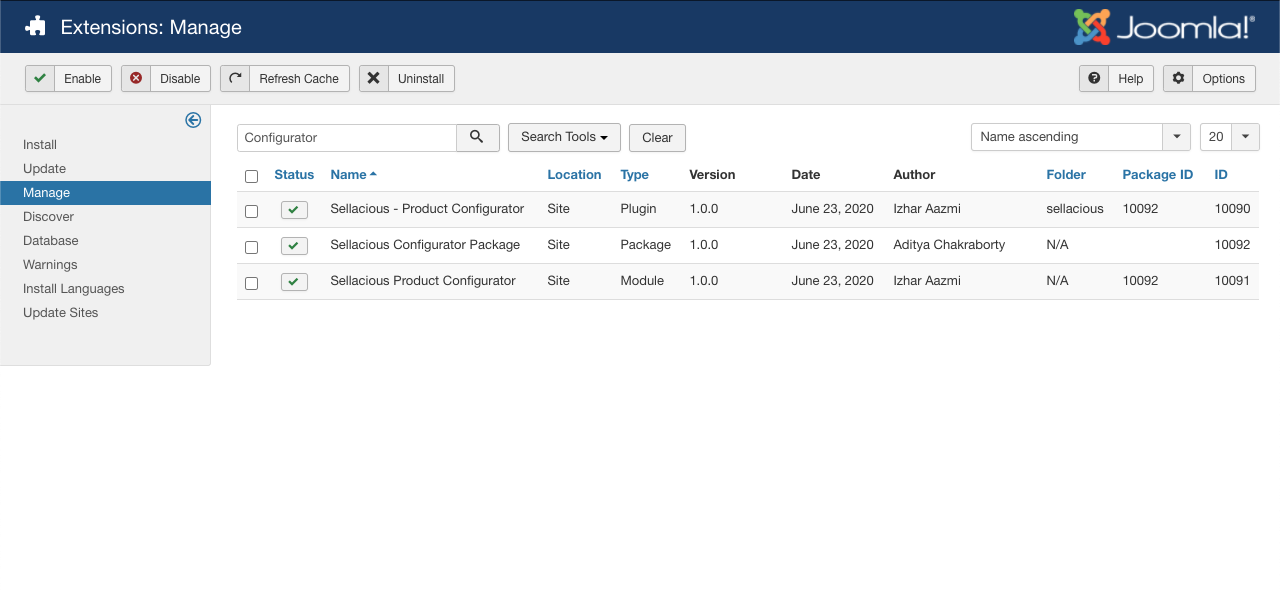 Extensions: Manage Joomla!®
Enable Disable Refresh Cache Uninstall Help Options
Install
Update
Manage
Discover
Database
Warnings
Install Languages
Update Sites
Configurator Search Tools Clear Name ascending 20
Status Name Location Type Version Date Author Folder Package ID ID
Sellacious - Product Configurator Site Plugin 1.0.0 June 23, 2020 Izhar Aazmi sellacious 10092 10090
Sellacious Configurator Package Site Package 1.0.0 June 23, 2020 Aditya Chakraborty N/A 10092
Sellacious Product Configurator Site Module 1.0.0 June 23, 2020 Izhar Aazmi N/A 10092 10091